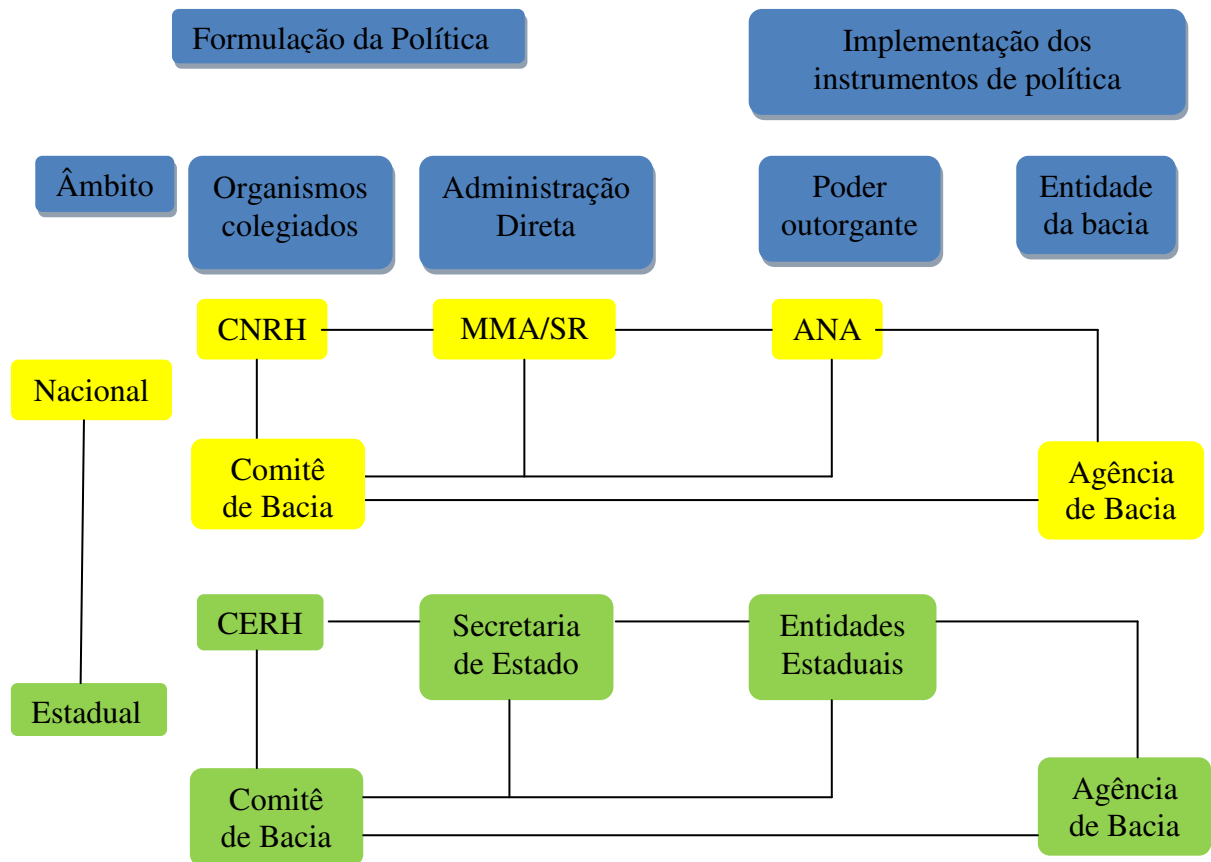 Formulação da Política
Implementação dos
instrumentos de política
Âmbito
Organismos
colegiados
Administração
Direta
Poder
outorgante
Entidade
da bacia
CNRH
MMA/SR
ANA
Nacional
Comitê
de Bacia
Agência
de Bacia
CERH
Secretaria
de Estado
Entidades
Estaduais
Estadual
Comitê
de Bacia
Agência
de Bacia